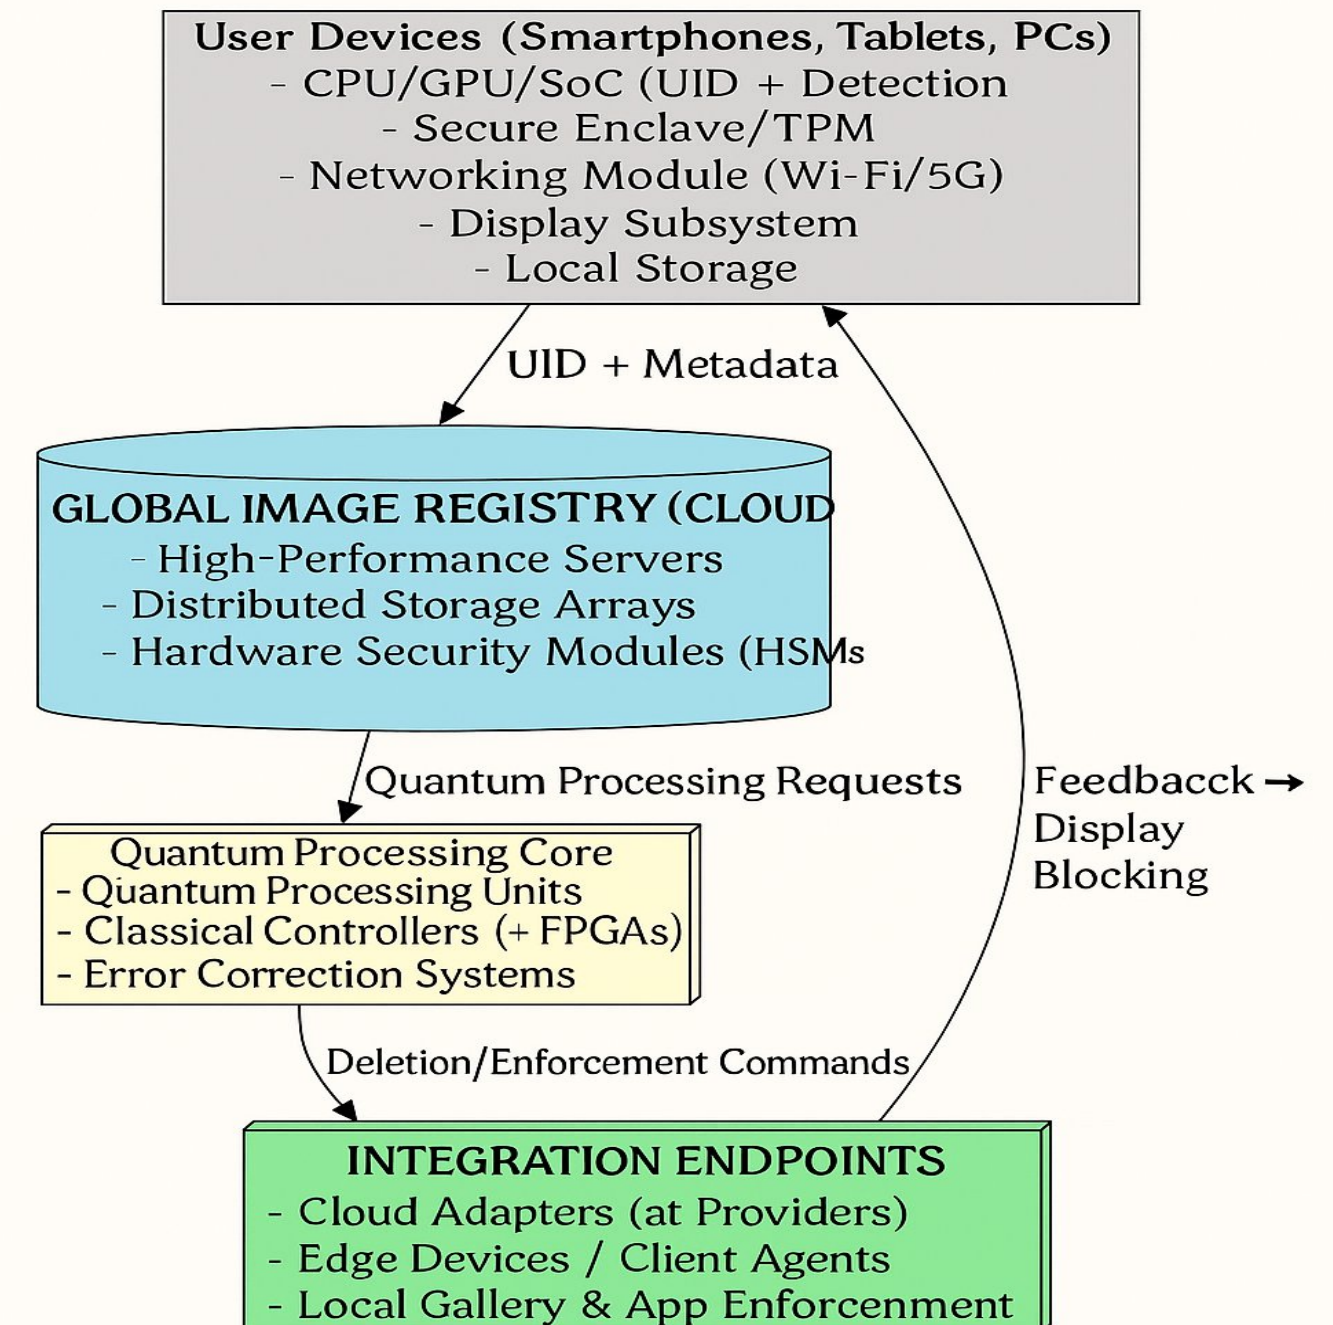 User Devices (Smartphones, Tablets, PCs)
- CPU/GPU/SoC (UID + Detection
- Secure Enclave/TPM
- Networking Module (Wi-Fi/5G)
- Display Subsystem
- Local Storage
UID + Metadata
GLOBAL IMAGE REGISTRY (CLOUD
- High-Performance Servers
- Distributed Storage Arrays
- Hardware Security Modules (HSMs
Quantum Processing Requests
Feedbacck →
Display
Blocking
Quantum Processing Core
- Quantum Processing Units
- Classical Controllers (+ FPGAs)
- Error Correction Systems
Deletion/Enforcement Commands
INTEGRATION ENDPOINTS
- Cloud Adapters (at Providers)
- Edge Devices / Client Agents
- Local Gallery & App Enforcenment